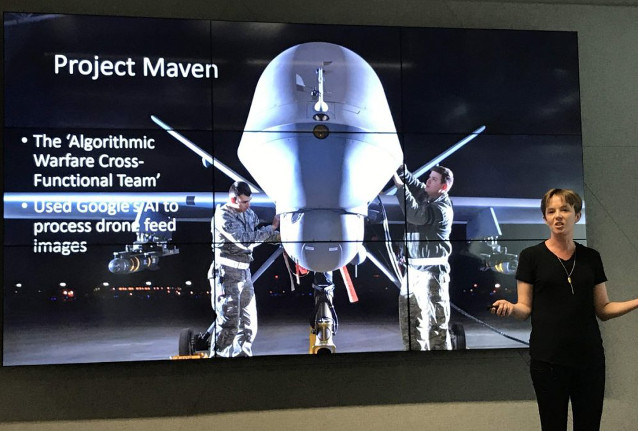 Project Maven
• The 'Algorithmic
Warfare Cross-
Functional Team'
• Used Google's AI to
process drone feed
images